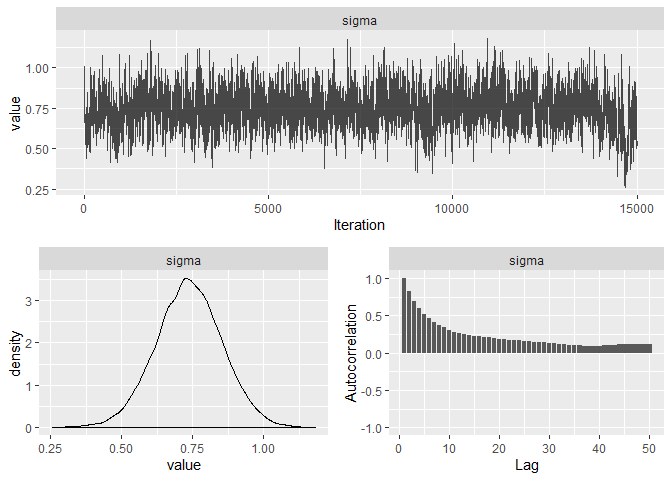 sigma
value
1.00
0.75
0.50
0.25
0 5000 10000 15000
Iteration
sigma
density
3
2
1
0
0.25 0.50 0.75 1.00
value
sigma
Autocorrelation
1.0
0.5
0.0
-0.5
-1.0
0 10 20 30 40 50
Lag